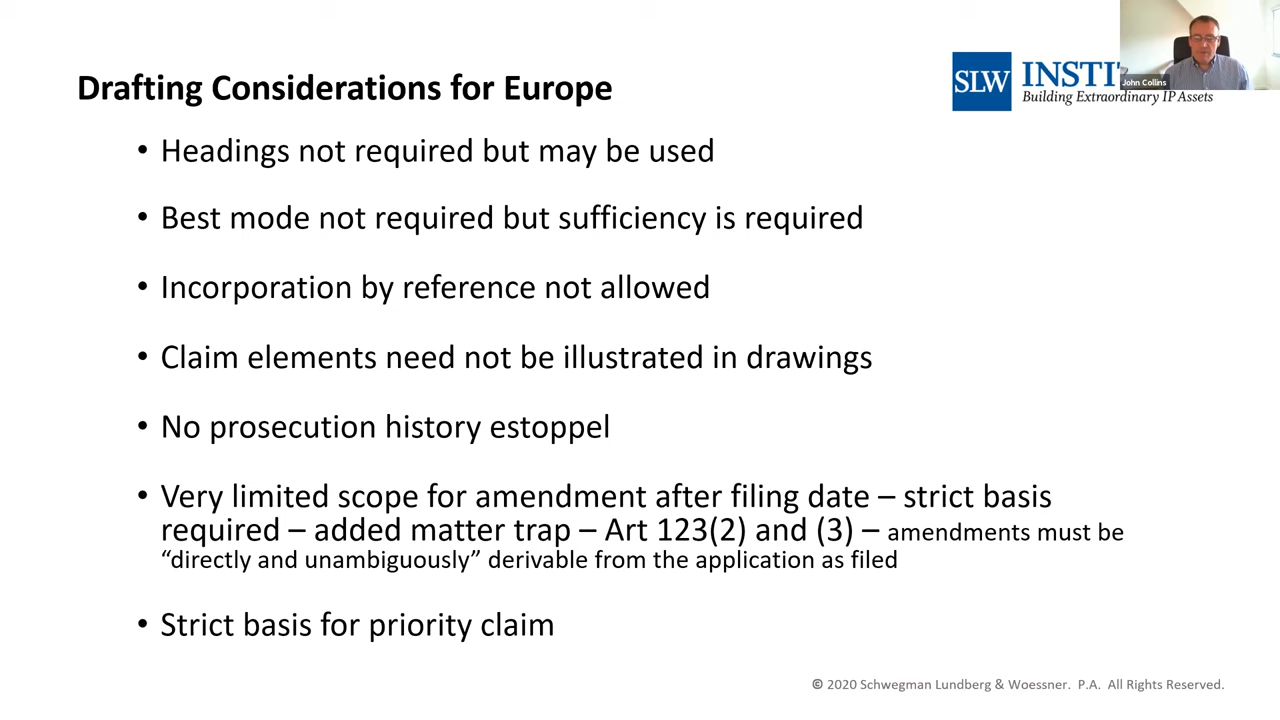 Drafting Considerations for Europe
SLW INSTI
Building Extraordinary IP Assets
John Collins
• Headings not required but may be used
• Best mode not required but sufficiency is required
• Incorporation by reference not allowed
• Claim elements need not be illustrated in drawings
• No prosecution history estoppel
• Very limited scope for amendment after filing date – strict basis
required – added matter trap – Art 123(2) and (3) – amendments must be
“directly and unambiguously” derivable from the application as filed
• Strict basis for priority claim
© 2020 Schwegman Lundberg & Woessner. P.A. All Rights Reserved.